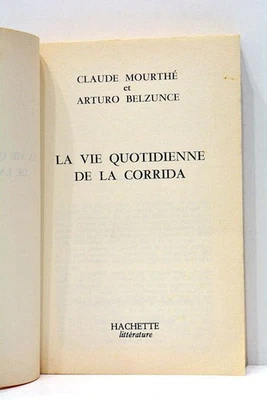 CLAUDE MOURTHÉ
et
ARTURO BELZUNCE
LA VIE QUOTIDIENNE
DE LA CORRIDA
HACHETTE
littérature